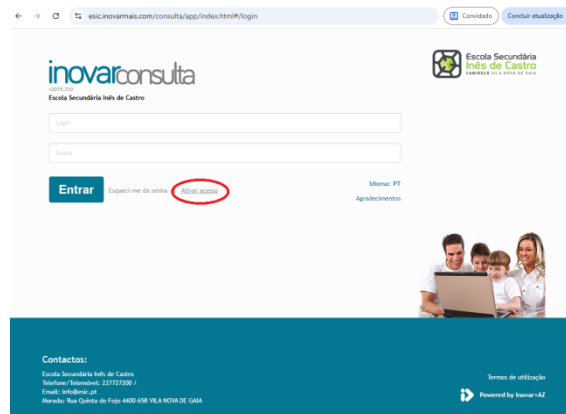 esic.inovarmais.com/consulta/app/index.html#/login
Convidado
Concluir atualização
inovarconsulta
Escola Secundária Inês de Castro
Escola Secundária
Inês de Castro
CANIDELO VILA NOVA DE GAIA
Login
Senha
Entrar
Esqueci-me da senha
Ativar acesso
Idioma: PT
Agradecimentos
Contactos:
Escola Secundária Inês de Castro
Telefone/Telemóvel: 227727200 /
Email: info@esic.pt
Morada: Rua Quinta do Fojo 4400-658 VILA NOVA DE GAIA
Termos de utilização
Powered by Inovar+AZ